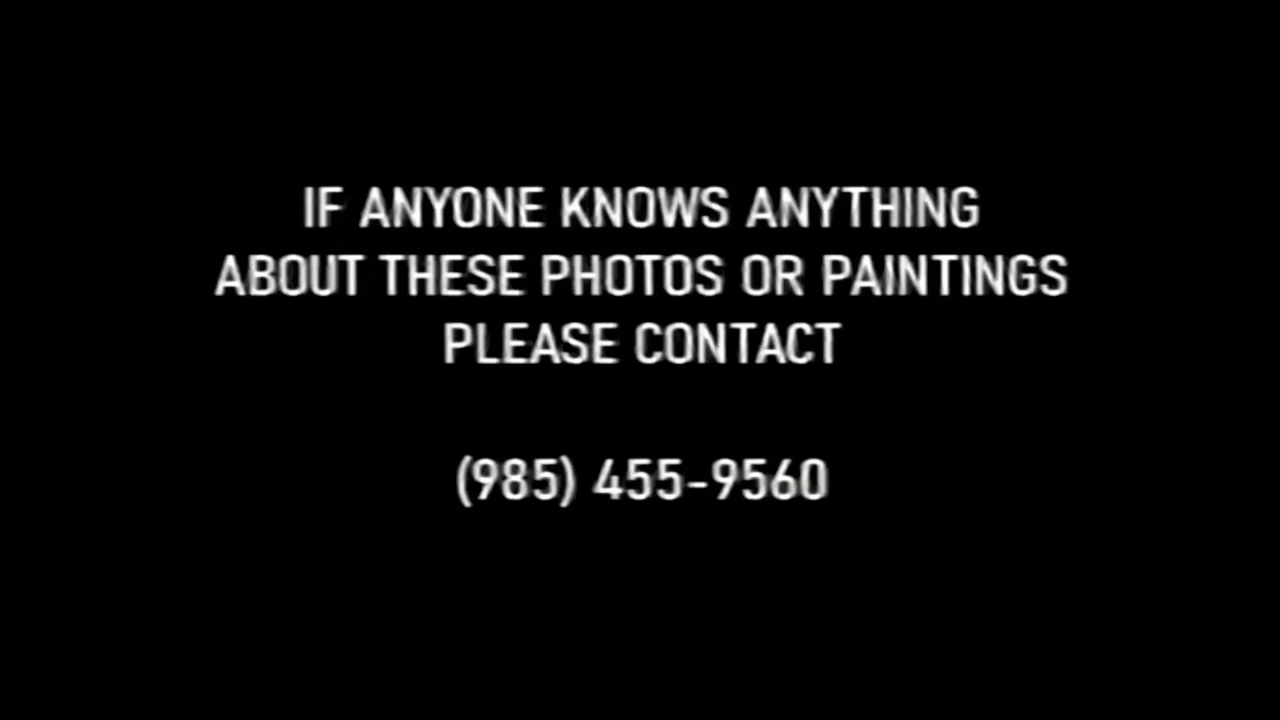 IF ANYONE KNOWS ANYTHING
ABOUT THESE PHOTOS OR PAINTINGS
PLEASE CONTACT
(985) 455-9560